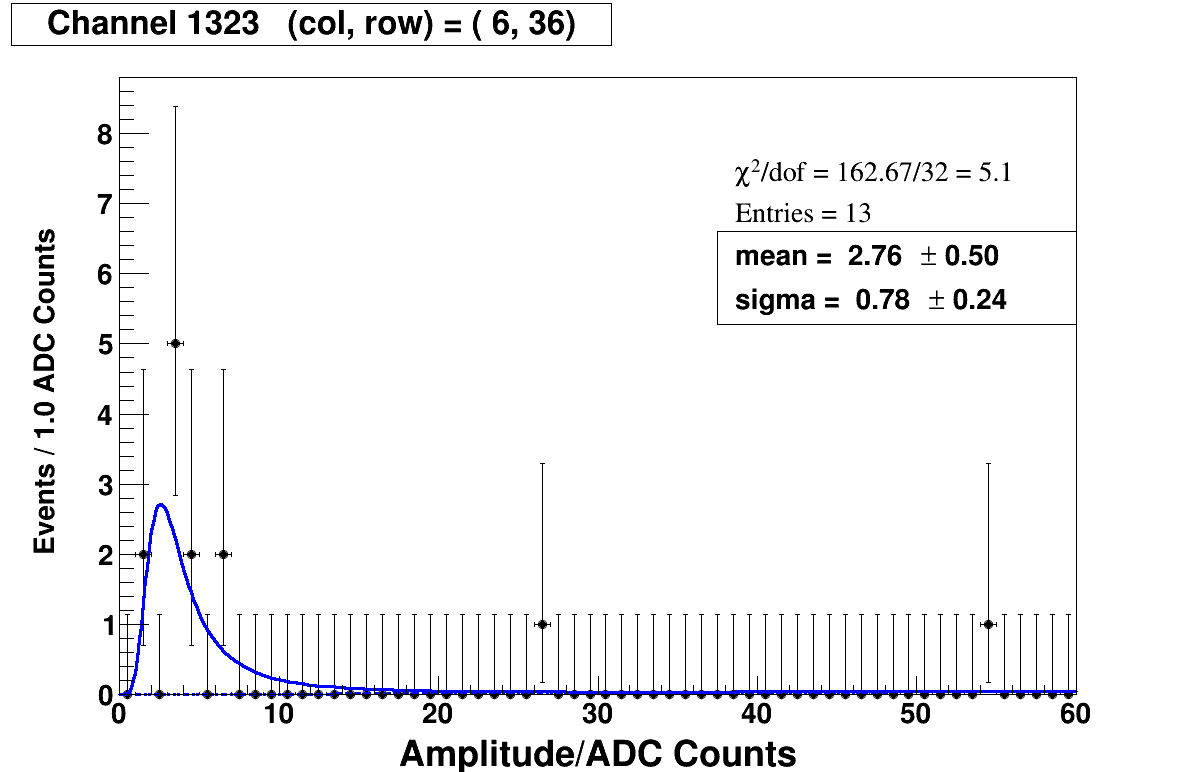 Channel 1323 (col, row) = ( 6, 36)
χ²/dof = 162.67/32 = 5.1
Entries = 13
mean = 2.76 ± 0.50
sigma = 0.78 ± 0.24
Events / 1.0 ADC Counts
8
7
6
5
4
3
2
1
0
0 10 20 30 40 50 60
Amplitude/ADC Counts